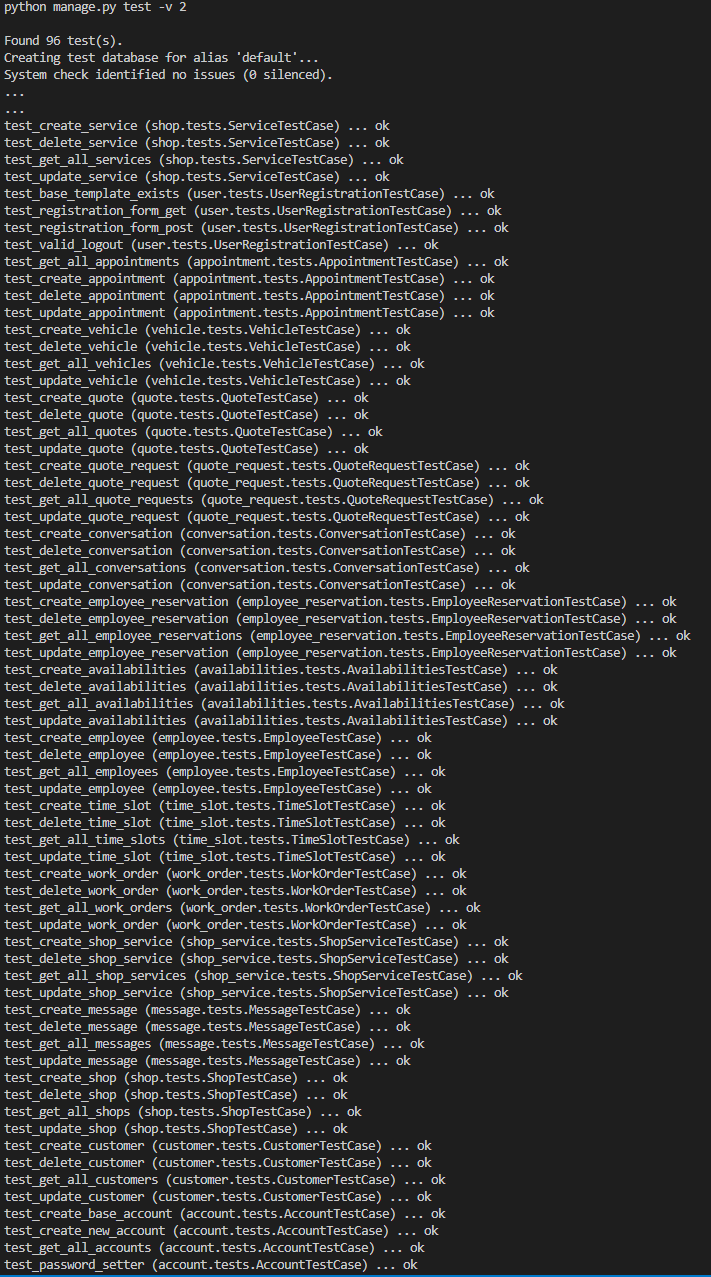 python manage.py test -v 2
Found 96 test(s).
Creating test database for alias 'default'...
System check identified no issues (0 silenced).
...
...
test_create_service (shop.tests.ServiceTestCase) ... ok
test_delete_service (shop.tests.ServiceTestCase) ... ok
test_get_all_services (shop.tests.ServiceTestCase) ... ok
test_update_service (shop.tests.ServiceTestCase) ... ok
test_base_template_exists (user.tests.UserRegistrationTestCase) ... ok
test_registration_form_get (user.tests.UserRegistrationTestCase) ... ok
test_registration_form_post (user.tests.UserRegistrationTestCase) ... ok
test_valid_logout (user.tests.UserRegistrationTestCase) ... ok
test_get_all_appointments (appointment.tests.AppointmentTestCase) ... ok
test_create_appointment (appointment.tests.AppointmentTestCase) ... ok
test_delete_appointment (appointment.tests.AppointmentTestCase) ... ok
test_update_appointment (appointment.tests.AppointmentTestCase) ... ok
test_create_vehicle (vehicle.tests.VehicleTestCase) ... ok
test_delete_vehicle (vehicle.tests.VehicleTestCase) ... ok
test_get_all_vehicles (vehicle.tests.VehicleTestCase) ... ok
test_update_vehicle (vehicle.tests.VehicleTestCase) ... ok
test_create_quote (quote.tests.QuoteTestCase) ... ok
test_delete_quote (quote.tests.QuoteTestCase) ... ok
test_get_all_quotes (quote.tests.QuoteTestCase) ... ok
test_update_quote (quote.tests.QuoteTestCase) ... ok
test_create_quote_request (quote_request.tests.QuoteRequestTestCase) ... ok
test_delete_quote_request (quote_request.tests.QuoteRequestTestCase) ... ok
test_get_all_quote_requests (quote_request.tests.QuoteRequestTestCase) ... ok
test_update_quote_request (quote_request.tests.QuoteRequestTestCase) ... ok
test_create_conversation (conversation.tests.ConversationTestCase) ... ok
test_delete_conversation (conversation.tests.ConversationTestCase) ... ok
test_get_all_conversations (conversation.tests.ConversationTestCase) ... ok
test_update_conversation (conversation.tests.ConversationTestCase) ... ok
test_create_employee_reservation (employee_reservation.tests.EmployeeReservationTestCase) ... ok
test_delete_employee_reservation (employee_reservation.tests.EmployeeReservationTestCase) ... ok
test_get_all_employee_reservations (employee_reservation.tests.EmployeeReservationTestCase) ... ok
test_update_employee_reservation (employee_reservation.tests.EmployeeReservationTestCase) ... ok
test_create_availabilities (availabilities.tests.AvailabilitiesTestCase) ... ok
test_delete_availabilities (availabilities.tests.AvailabilitiesTestCase) ... ok
test_get_all_availabilities (availabilities.tests.AvailabilitiesTestCase) ... ok
test_update_availabilities (availabilities.tests.AvailabilitiesTestCase) ... ok
test_create_employee (employee.tests.EmployeeTestCase) ... ok
test_delete_employee (employee.tests.EmployeeTestCase) ... ok
test_get_all_employees (employee.tests.EmployeeTestCase) ... ok
test_update_employee (employee.tests.EmployeeTestCase) ... ok
test_create_time_slot (time_slot.tests.TimeSlotTestCase) ... ok
test_delete_time_slot (time_slot.tests.TimeSlotTestCase) ... ok
test_get_all_time_slots (time_slot.tests.TimeSlotTestCase) ... ok
test_update_time_slot (time_slot.tests.TimeSlotTestCase) ... ok
test_create_work_order (work_order.tests.WorkOrderTestCase) ... ok
test_delete_work_order (work_order.tests.WorkOrderTestCase) ... ok
test_get_all_work_orders (work_order.tests.WorkOrderTestCase) ... ok
test_update_work_order (work_order.tests.WorkOrderTestCase) ... ok
test_create_shop_service (shop_service.tests.ShopServiceTestCase) ... ok
test_delete_shop_service (shop_service.tests.ShopServiceTestCase) ... ok
test_get_all_shop_services (shop_service.tests.ShopServiceTestCase) ... ok
test_update_shop_service (shop_service.tests.ShopServiceTestCase) ... ok
test_create_message (message.tests.MessageTestCase) ... ok
test_delete_message (message.tests.MessageTestCase) ... ok
test_get_all_messages (message.tests.MessageTestCase) ... ok
test_update_message (message.tests.MessageTestCase) ... ok
test_create_shop (shop.tests.ShopTestCase) ... ok
test_delete_shop (shop.tests.ShopTestCase) ... ok
test_get_all_shops (shop.tests.ShopTestCase) ... ok
test_update_shop (shop.tests.ShopTestCase) ... ok
test_create_customer (customer.tests.CustomerTestCase) ... ok
test_delete_customer (customer.tests.CustomerTestCase) ... ok
test_get_all_customers (customer.tests.CustomerTestCase) ... ok
test_update_customer (customer.tests.CustomerTestCase) ... ok
test_create_base_account (account.tests.AccountTestCase) ... ok
test_create_new_account (account.tests.AccountTestCase) ... ok
test_get_all_accounts (account.tests.AccountTestCase) ... ok
test_password_setter (account.tests.AccountTestCase) ... ok